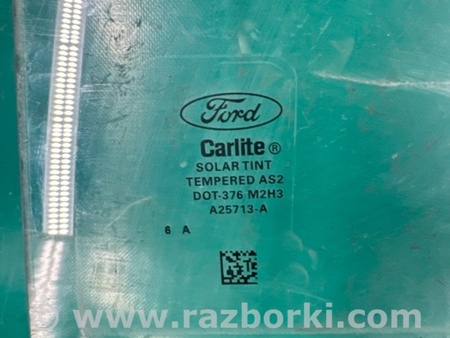 Ford
Carlite®
SOLAR TINT
TEMPERED AS2
DOT-376 M2H3
A25713-A
6 A
© www.razborki.com